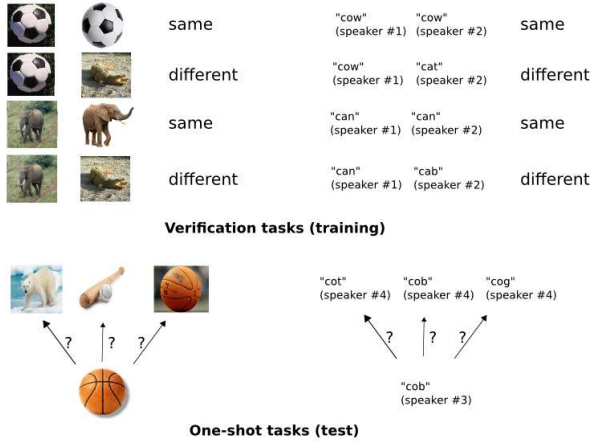 same
"cow" "cow" same
(speaker #1) (speaker #2)
different
"cow" "cat" different
(speaker #1) (speaker #2)
same
"can" "can" same
(speaker #1) (speaker #2)
different
"can" "cab" different
(speaker #1) (speaker #2)
Verification tasks (training)
"cot" "cob" "cog"
(speaker #4) (speaker #4) (speaker #4)
? ? ?
? ? ?
"cob"
(speaker #3)
One-shot tasks (test)